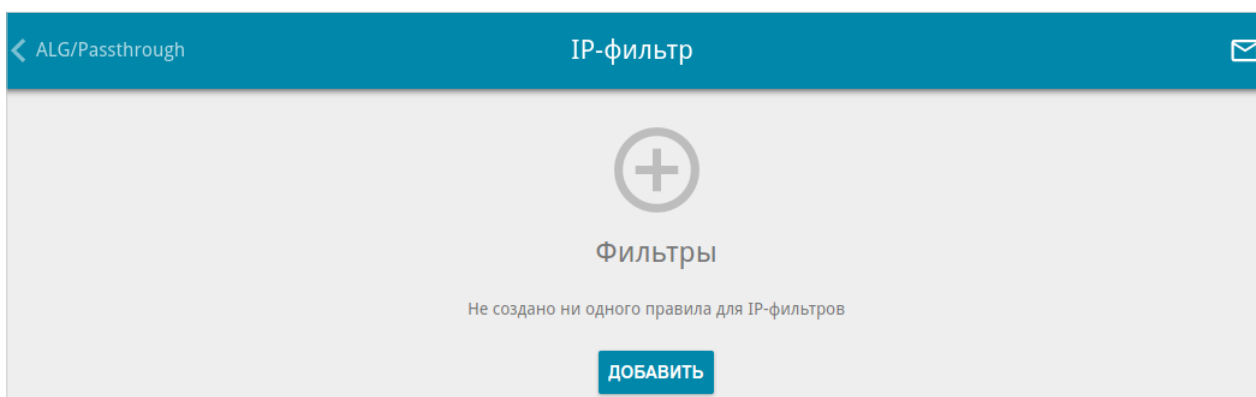 ALG/Passthrough
IP-фильтр
Фильтры
Не создано ни одного правила для IP-фильтров
ДОБАВИТЬ